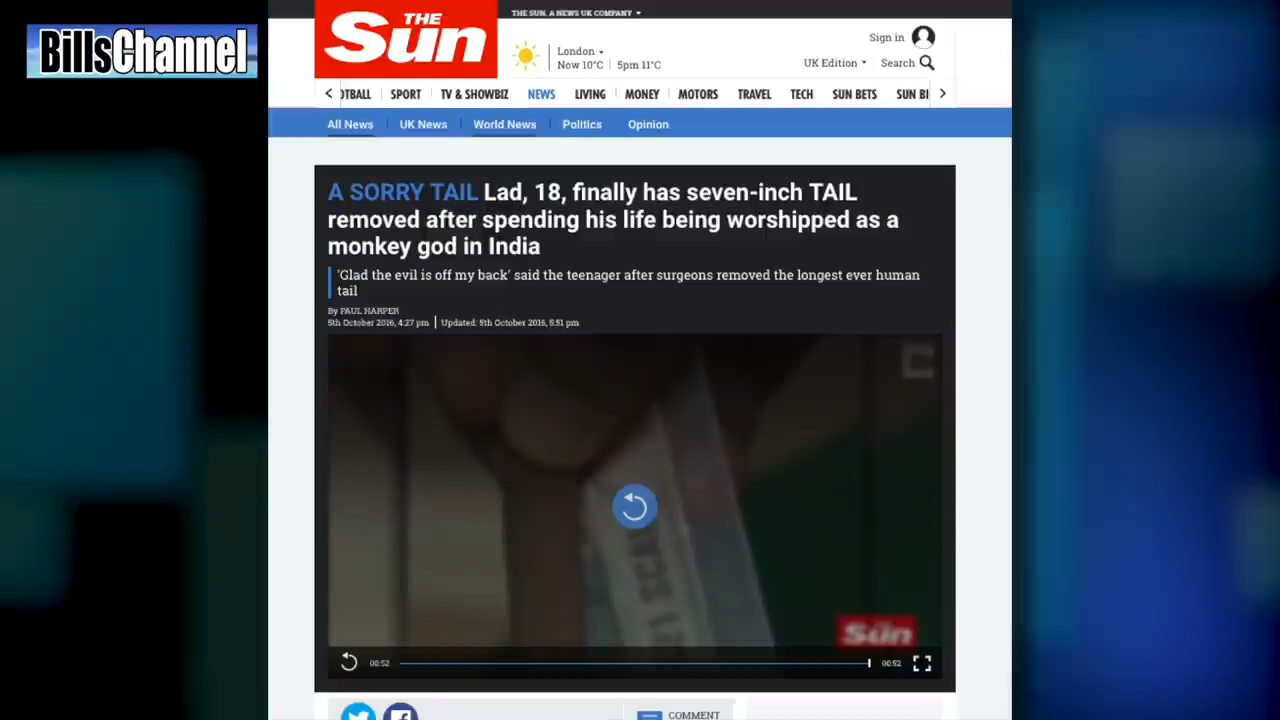 BillsChannel
THE Sun
THE SUN, A NEWS UK COMPANY
London
Now 10°C
5pm 11°C
Sign in
UK Edition
Search
OTBALL SPORT TV & SHOWBIZ NEWS LIVING MONEY MOTORS TRAVEL TECH SUN BETS SUN BI
All News UK News World News Politics Opinion
A SORRY TAIL Lad, 18, finally has seven-inch TAIL
removed after spending his life being worshipped as a
monkey god in India
'Glad the evil is off my back' said the teenager after surgeons removed the longest ever human
tail
By PAUL HARPER
5th October 2016, 4:27 pm Updated: 5th October 2016, 5:51 pm
The Sun
00:52 00:52
COMMENT